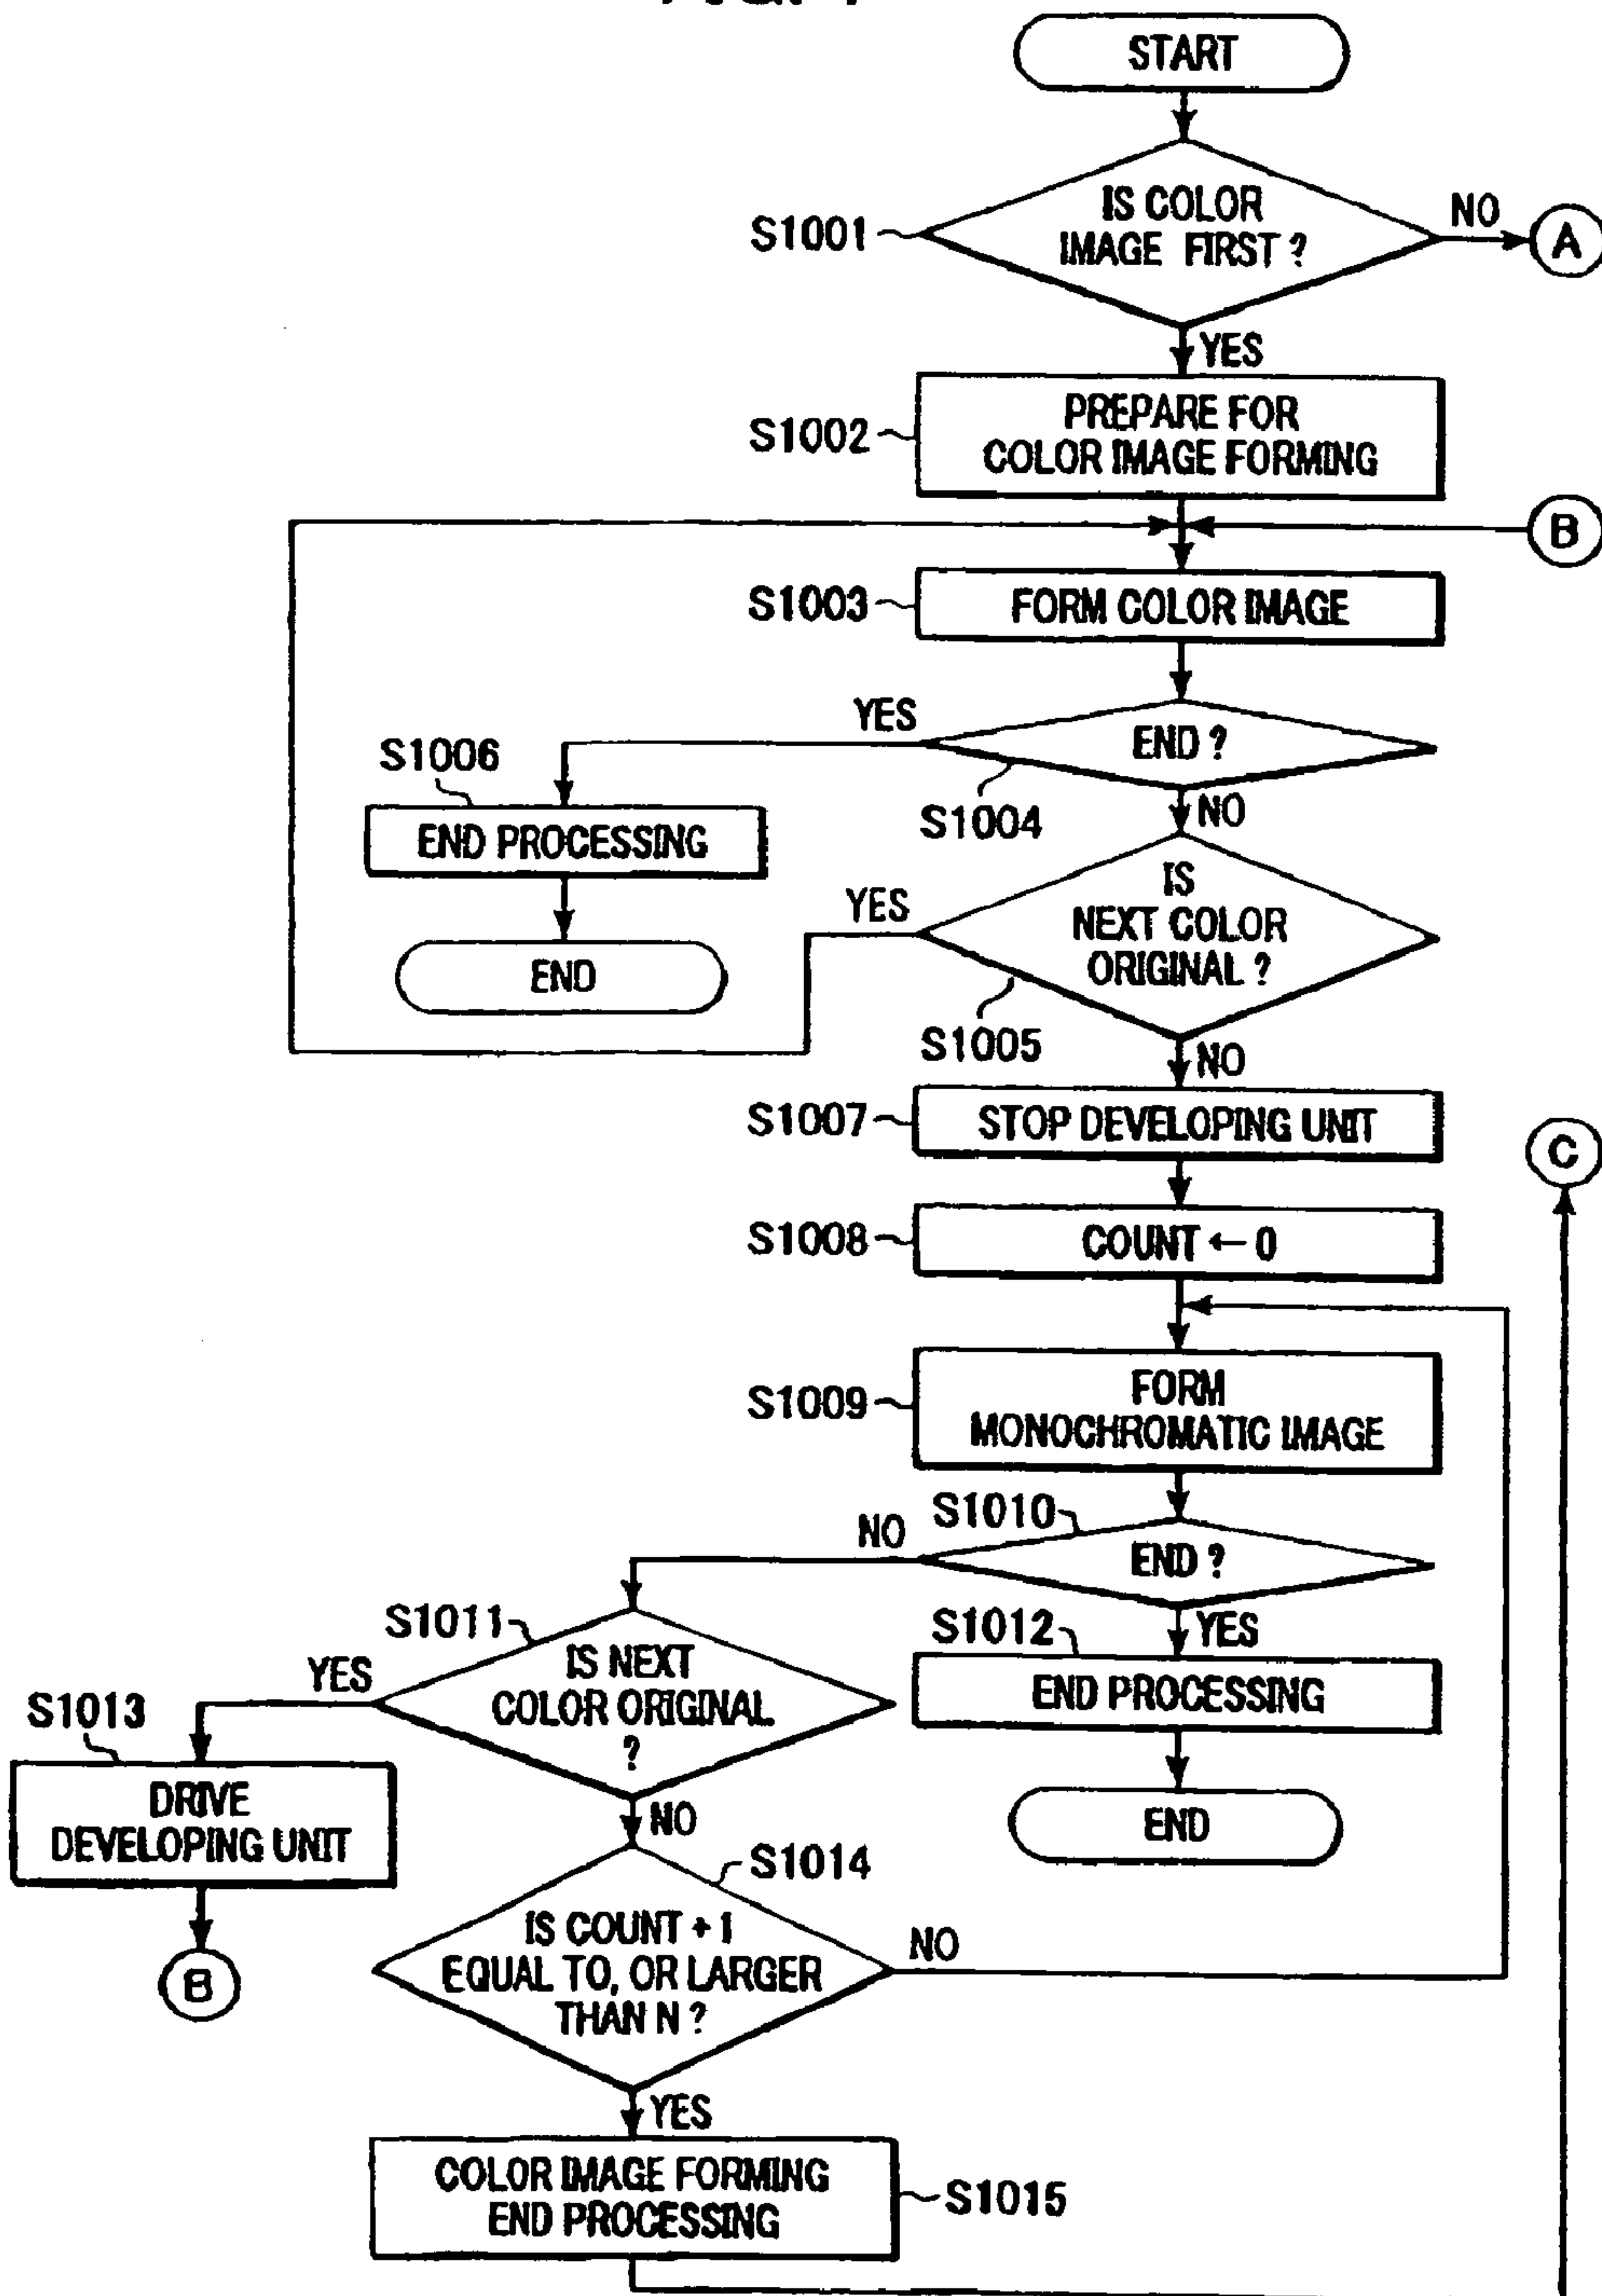 START
S1001
IS COLOR
IMAGE FIRST ?
NO
A
YES
S1002
PREPARE FOR
COLOR IMAGE FORMING
B
S1003
FORM COLOR IMAGE
YES
END ?
S1006
S1004
NO
END PROCESSING
END
YES
IS
NEXT COLOR
ORIGINAL ?
S1005
NO
S1007
STOP DEVELOPING UNIT
C
S1008
COUNT ← 0
S1009
FORM
MONOCHROMATIC IMAGE
S1010
NO
END ?
S1011
S1012
YES
IS NEXT
COLOR ORIGINAL
?
YES
END PROCESSING
S1013
DRIVE
DEVELOPING UNIT
NO
END
B
S1014
IS COUNT + 1
EQUAL TO, OR LARGER
THAN N ?
NO
YES
COLOR IMAGE FORMING
END PROCESSING
S1015